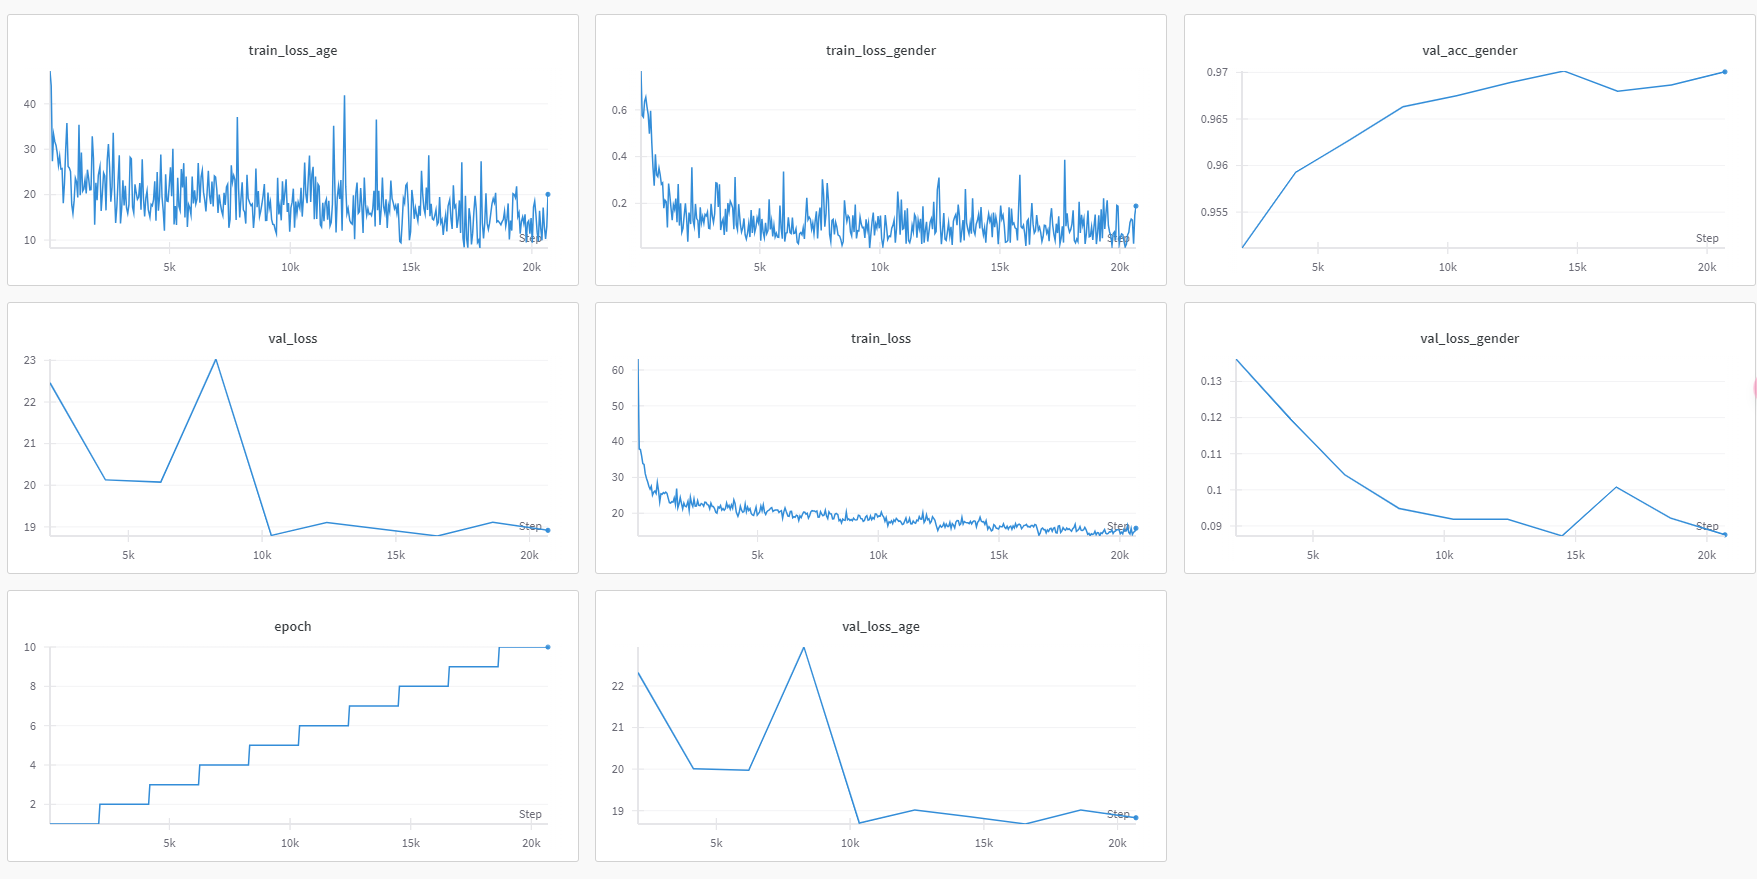 train_loss_age
40
30
20
10
5k 10k 15k 20k
Step
train_loss_gender
0.6
0.4
0.2
5k 10k 15k 20k
Step
val_acc_gender
0.97
0.965
0.96
0.955
5k 10k 15k 20k
Step
val_loss
23
22
21
20
19
5k 10k 15k 20k
Step
train_loss
60
50
40
30
20
5k 10k 15k 20k
Step
val_loss_gender
0.13
0.12
0.11
0.1
0.09
5k 10k 15k 20k
Step
epoch
10
8
6
4
2
5k 10k 15k 20k
Step
val_loss_age
22
21
20
19
5k 10k 15k 20k
Step